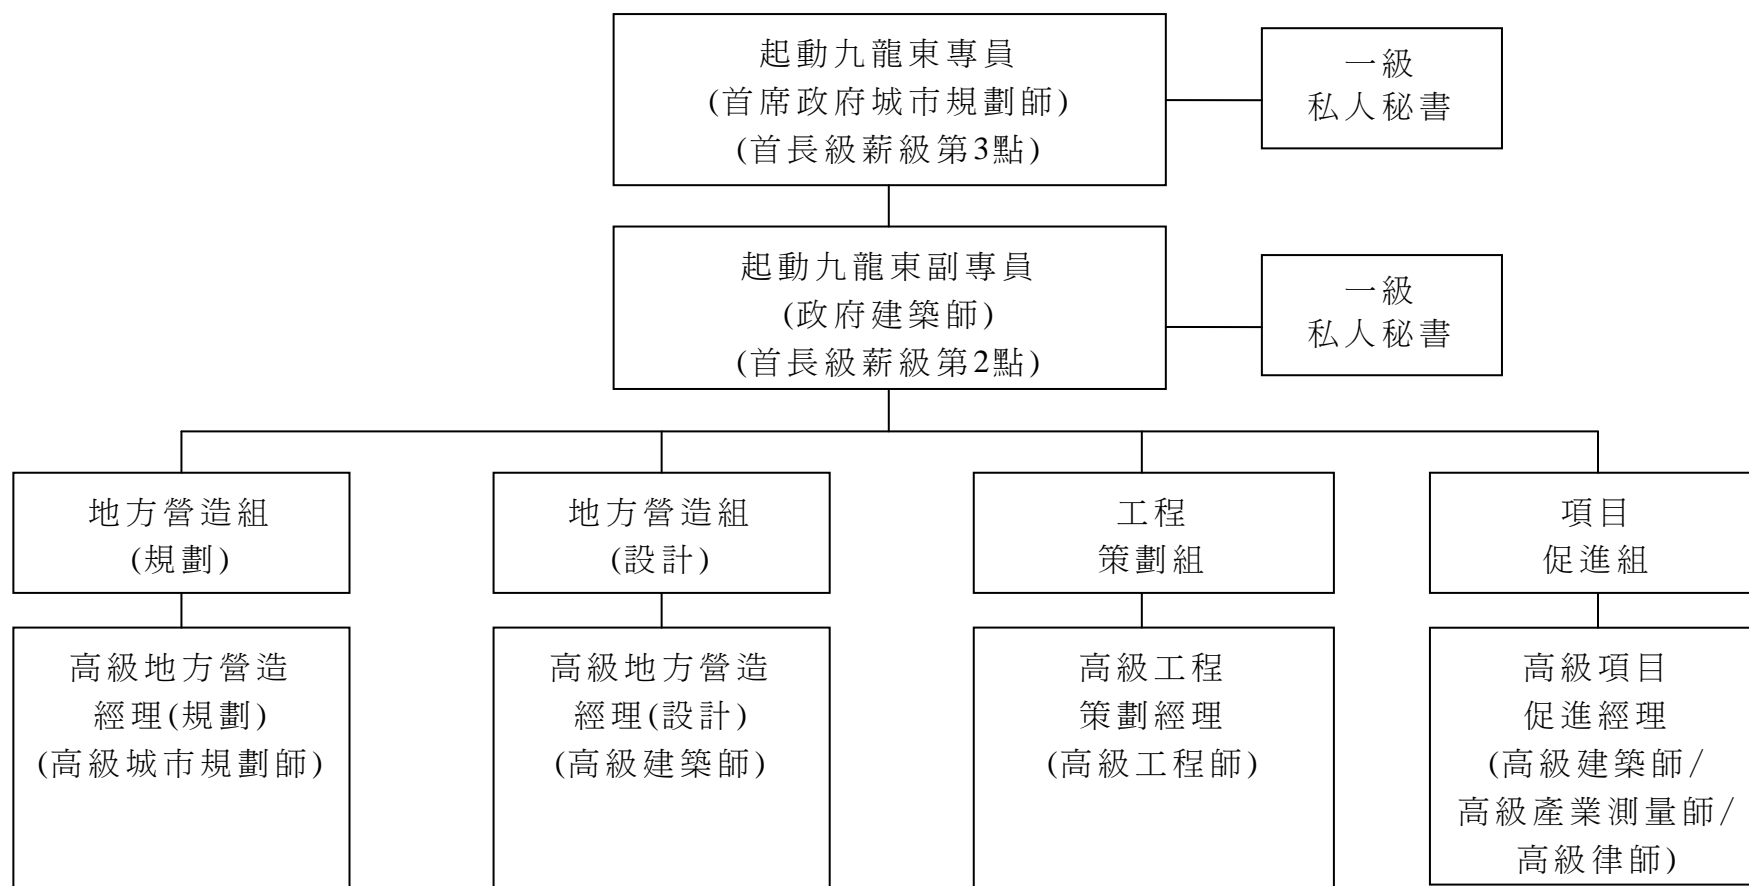 起動九龍東專員
(首席政府城市規劃師)
(首長級薪級第3點)
一級
私人秘書
起動九龍東副專員
(政府建築師)
(首長級薪級第2點)
一級
私人秘書
地方營造組
(規劃)
地方營造組
(設計)
工程
策劃組
項目
促進組
高級地方營造
經理(規劃)
(高級城市規劃師)
高級地方營造
經理(設計)
(高級建築師)
高級工程
策劃經理
(高級工程師)
高級項目
促進經理
(高級建築師/
高級產業測量師/
高級律師)